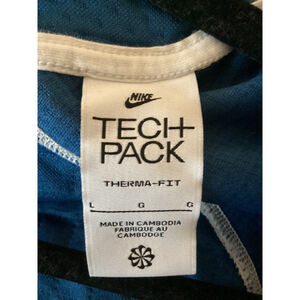 NIKE
TECH
PACK
THERMA-FIT
L G G
MADE IN CAMBODIA
FABRIQUE AU
CAMBODGE